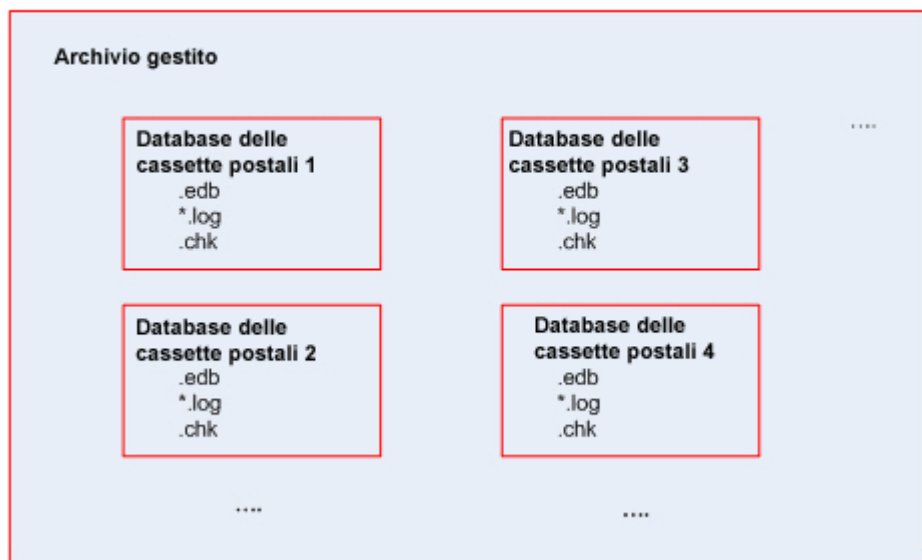 Archivio gestito
Database delle
cassette postali 1
.edb
*.log
.chk
Database delle
cassette postali 3
.edb
*.log
.chk
....
Database delle
cassette postali 2
.edb
*.log
.chk
Database delle
cassette postali 4
.edb
*.log
.chk
....
....